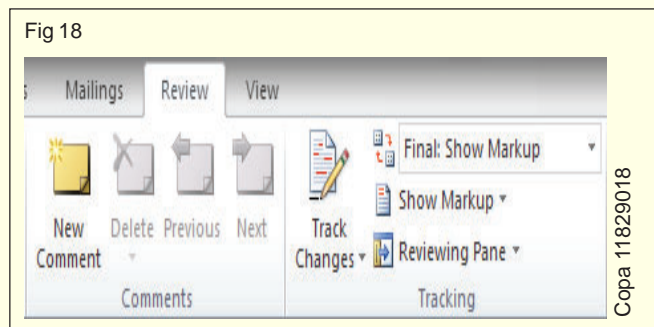 Fig 18
s Mailings Review View
New Comment
Delete
Previous
Next
Track Changes
Final: Show Markup
Show Markup
Reviewing Pane
Comments
Tracking
Copa 11829018